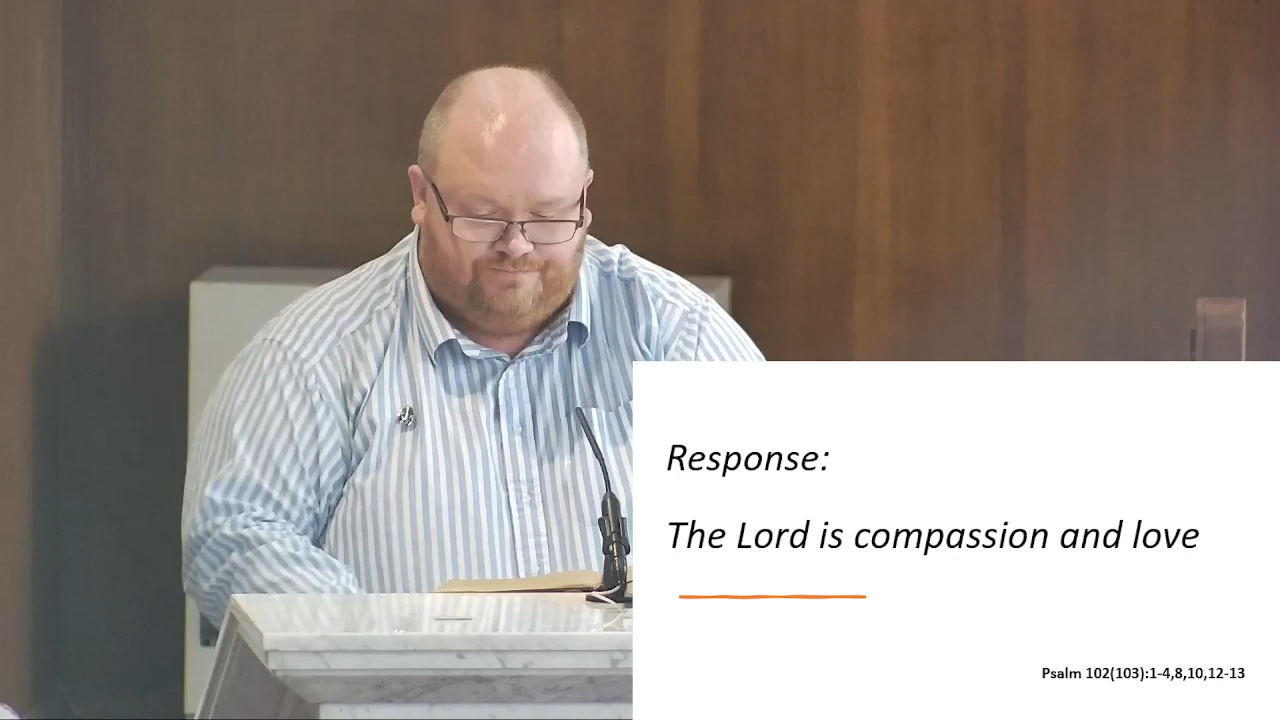 Response:
The Lord is compassion and love
Psalm 102(103):1-4,8,10,12-13